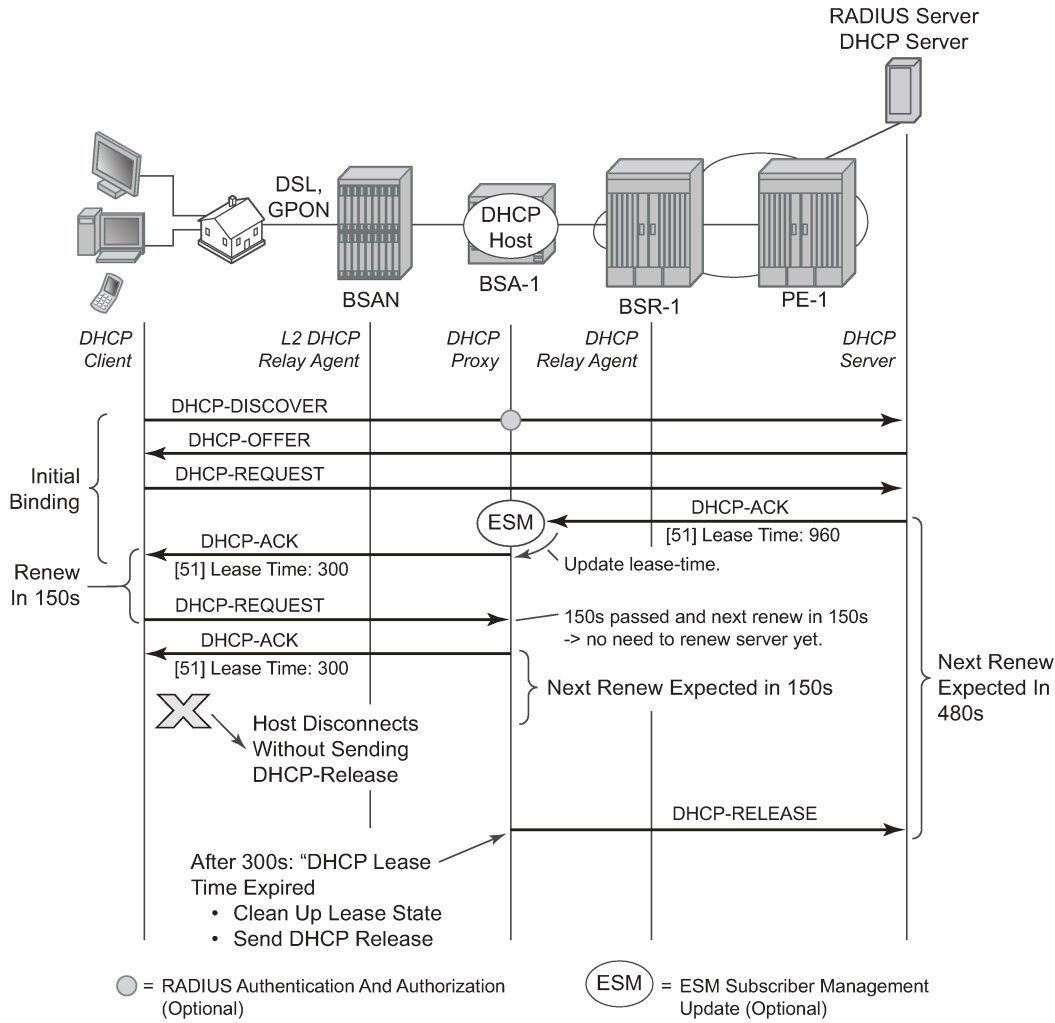 RADIUS Server
DHCP Server
DSL,
GPON
DHCP
Host
BSAN
BSA-1
BSR-1
PE-1
DHCP
Client
L2 DHCP
Relay Agent
DHCP
Proxy
DHCP
Relay Agent
DHCP
Server
DHCP-DISCOVER
DHCP-OFFER
DHCP-REQUEST
Initial
Binding
DHCP-ACK
ESM
[51] Lease Time: 960
DHCP-ACK
[51] Lease Time: 300
Update lease-time.
Renew
In 150s
DHCP-REQUEST
150s passed and next renew in 150s
-> no need to renew server yet.
DHCP-ACK
[51] Lease Time: 300
Next Renew Expected in 150s
Next Renew
Expected In
480s
Host Disconnects
Without Sending
DHCP-Release
DHCP-RELEASE
After 300s: “DHCP Lease
Time Expired
• Clean Up Lease State
• Send DHCP Release
= RADIUS Authentication And Authorization
(Optional)
ESM = ESM Subscriber Management
Update (Optional)